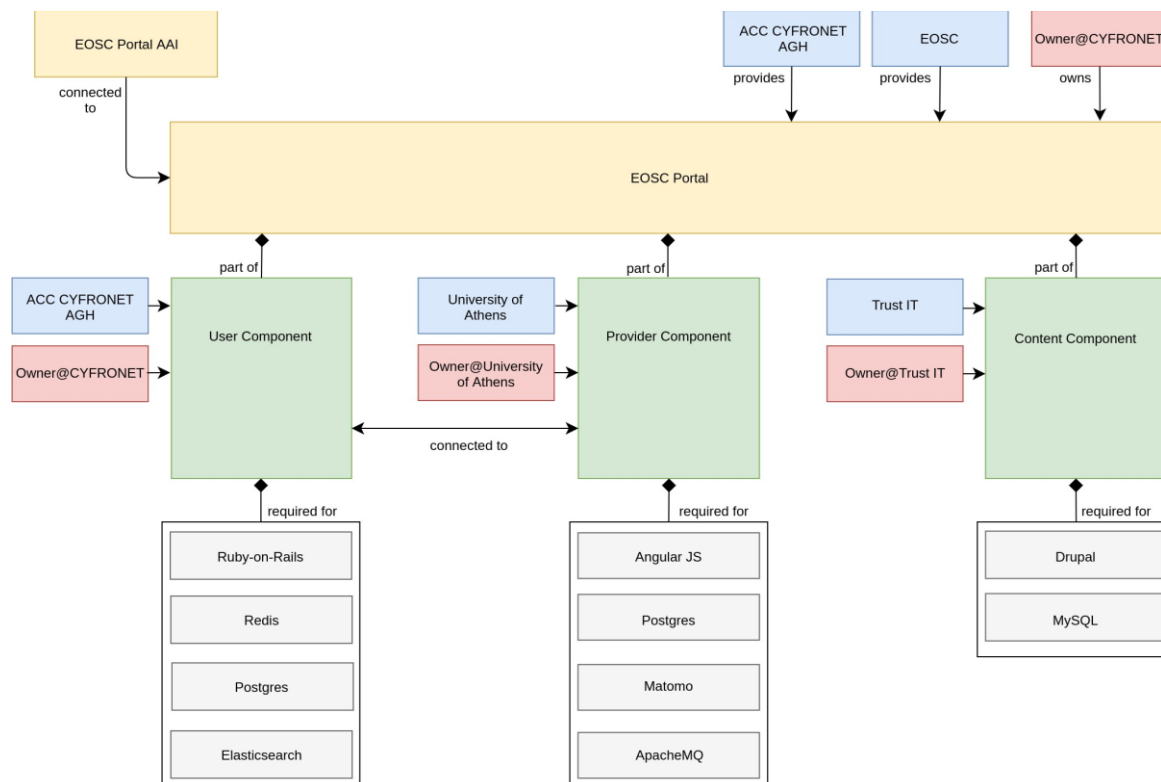 EOSC Portal AAI
ACC CYFRONET
AGH
EOSC
Owner@CYFRONET
connected
to
provides
provides
owns
EOSC Portal
part of
part of
part of
ACC CYFRONET
AGH
User Component
University of
Athens
Provider Component
Trust IT
Content Component
Owner@CYFRONET
Owner@University
of Athens
Owner@Trust IT
connected to
required for
required for
required for
Ruby-on-Rails
Angular JS
Drupal
Redis
Postgres
MySQL
Postgres
Matomo
Elasticsearch
ApacheMQ